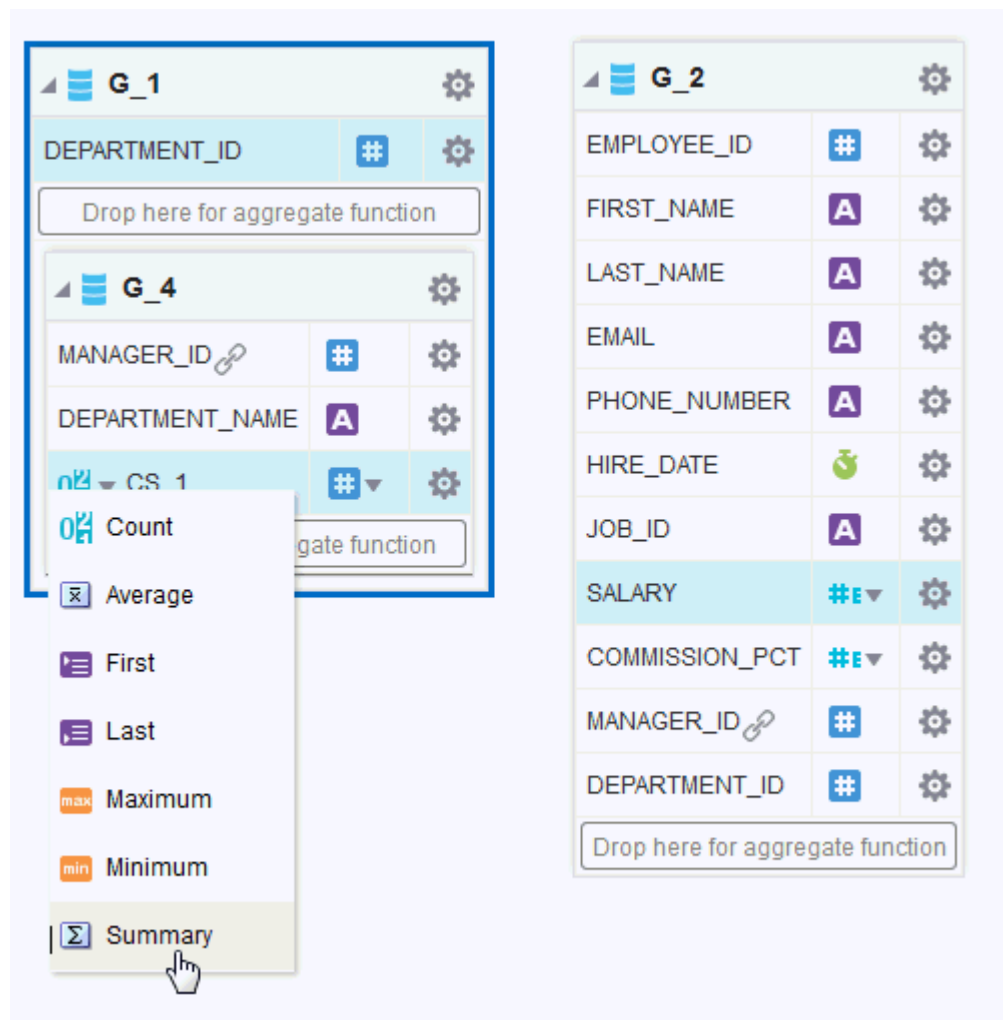 G_1
DEPARTMENT_ID
Drop here for aggregate function
G_4
MANAGER_ID
DEPARTMENT_NAME
CS_1
gate function
Count
Average
First
Last
max Maximum
min Minimum
Σ Summary
G_2
EMPLOYEE_ID #
FIRST_NAME A
LAST_NAME A
EMAIL A
PHONE_NUMBER A
HIRE_DATE
JOB_ID A
SALARY #E
COMMISSION_PCT #E
MANAGER_ID #
DEPARTMENT_ID #
Drop here for aggregate function